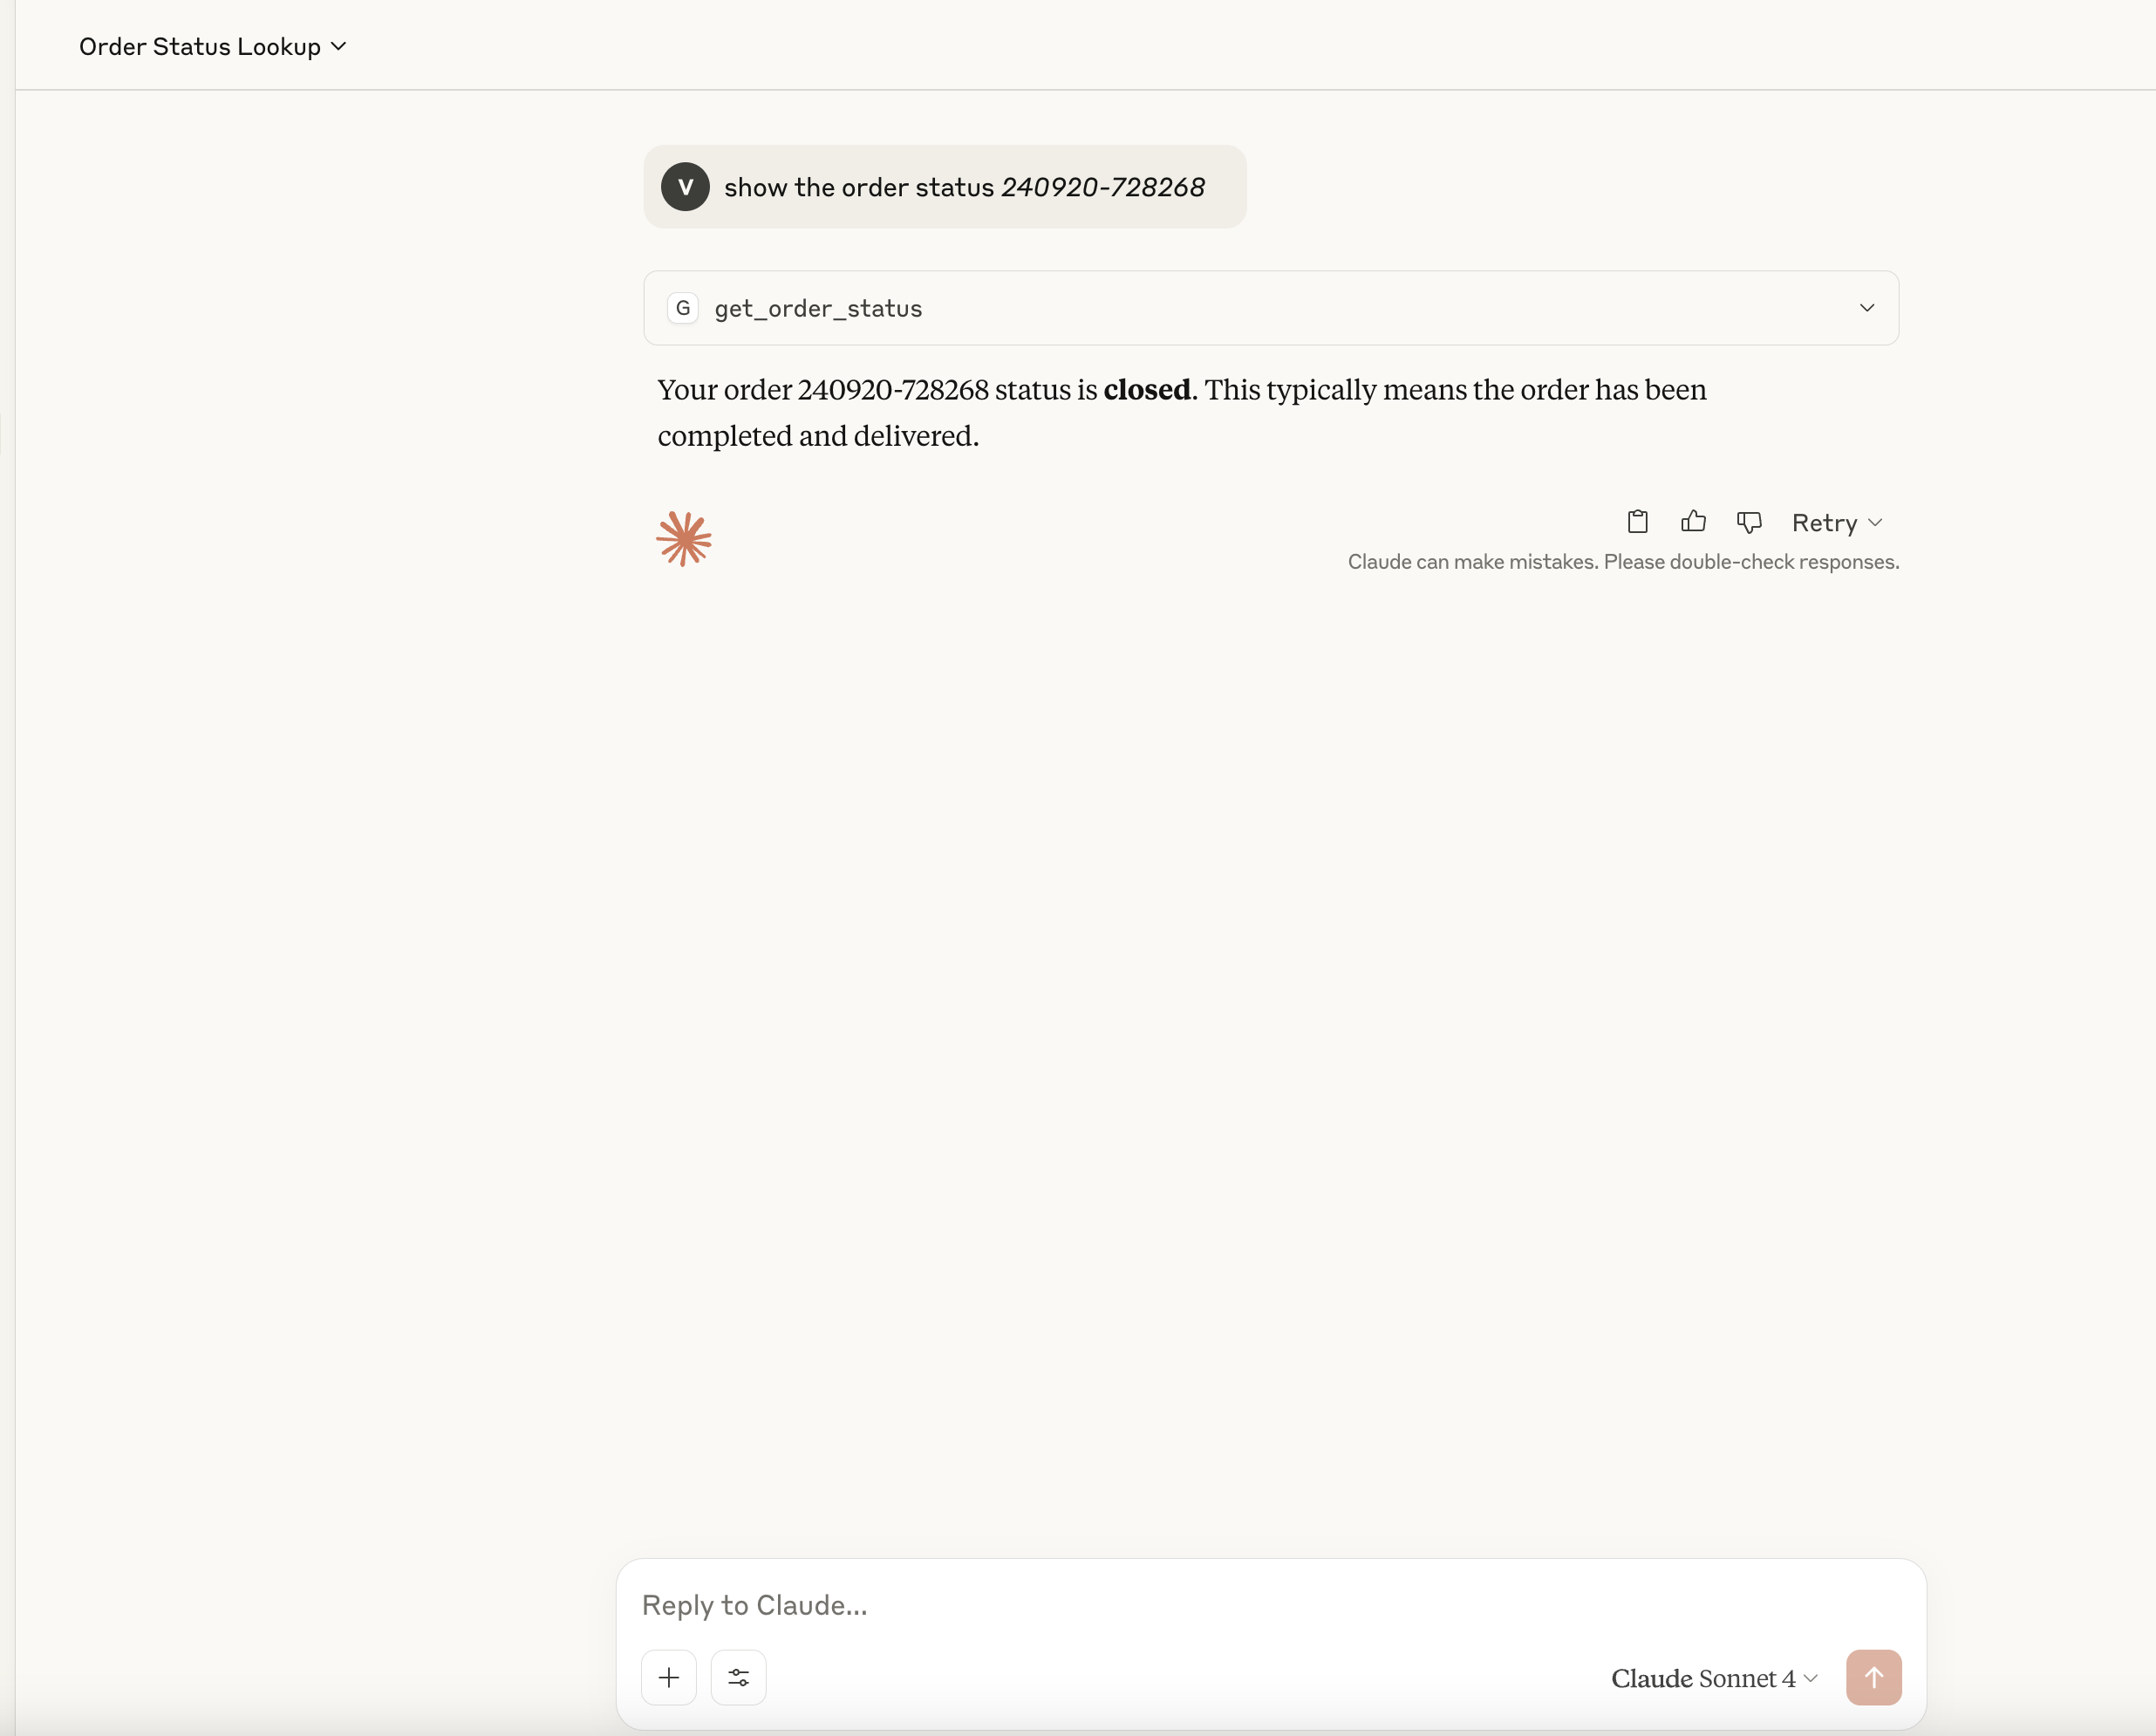 Order Status Lookup
V
show the order status 240920-728268
G
get_order_status
Your order 240920-728268 status is closed. This typically means the order has been
completed and delivered.
Retry
Claude can make mistakes. Please double-check responses.
Reply to Claude...
Claude Sonnet 4